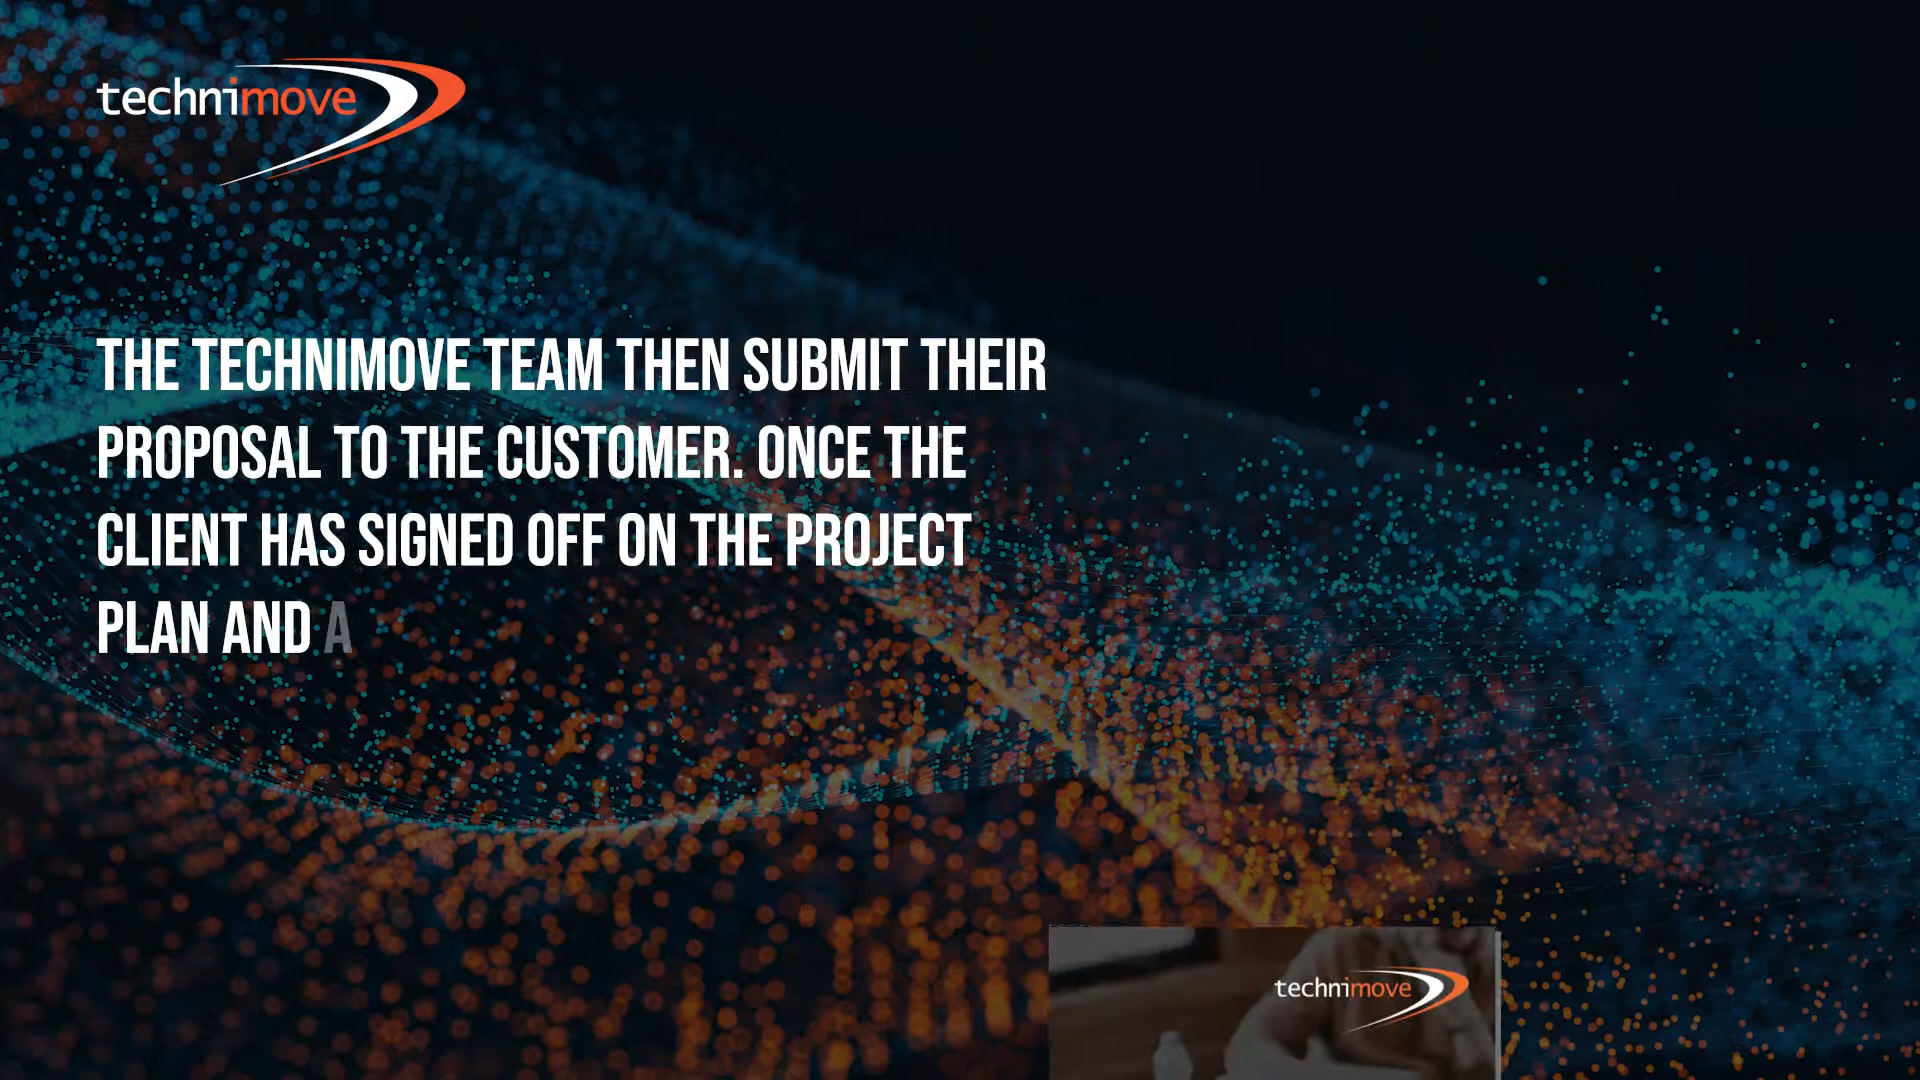 technimove
THE TECHNIMOVE TEAM THEN SUBMIT THEIR
PROPOSAL TO THE CUSTOMER. ONCE THE
CLIENT HAS SIGNED OFF ON THE PROJECT
PLAN AND A
technimove